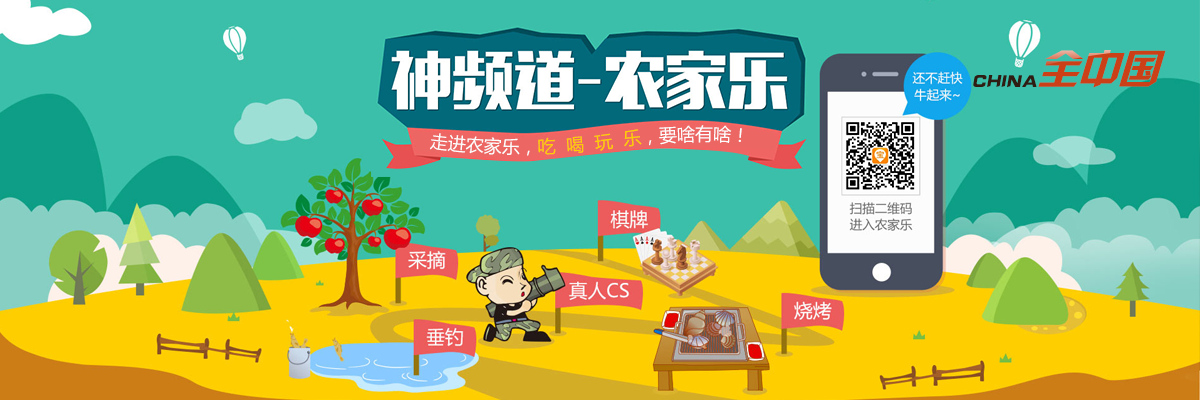 神频道-农家乐
走进农家乐，吃喝玩乐，要啥有啥！
还不赶快
牛起来~
CHINA全中国
扫描二维码
进入农家乐
棋牌
采摘
真人CS
烧烤
垂钓